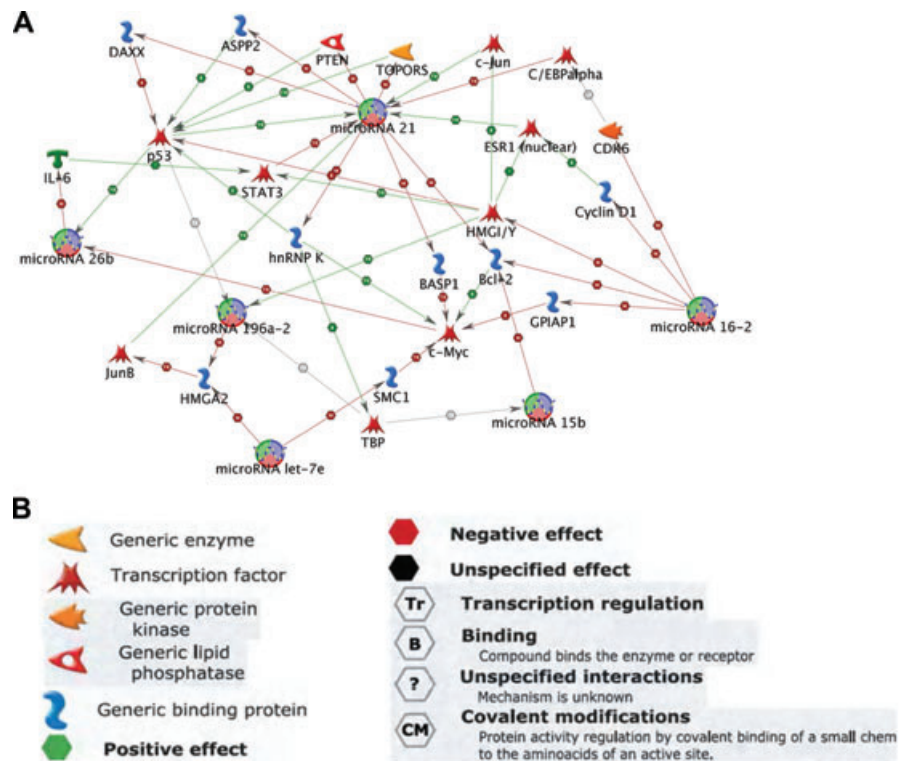 A
DAXX
ASPP2
PTEN
TOPORS
c-Jun
C/EBPalpha
microRNA 21
p53
ESR1 (nuclear)
CDK6
IL-6
STAT3
Cyclin D1
HMGI/Y
microRNA 26b
hnRNP K
BASP1
Bcl-2
microRNA 196a-2
GPIAP1
microRNA 16-2
c-Myc
JunB
HMGA2
SMC1
microRNA 15b
TBP
microRNA let-7e
B
Generic enzyme
Transcription factor
Generic protein
kinase
Generic lipid
phosphatase
Generic binding protein
Positive effect
Negative effect
Unspecified effect
Tr Transcription regulation
B Binding
Compound binds the enzyme or receptor
? Unspecified interactions
Mechanism is unknown
CM Covalent modifications
Protein activity regulation by covalent binding of a small chem
to the aminoacids of an active site.